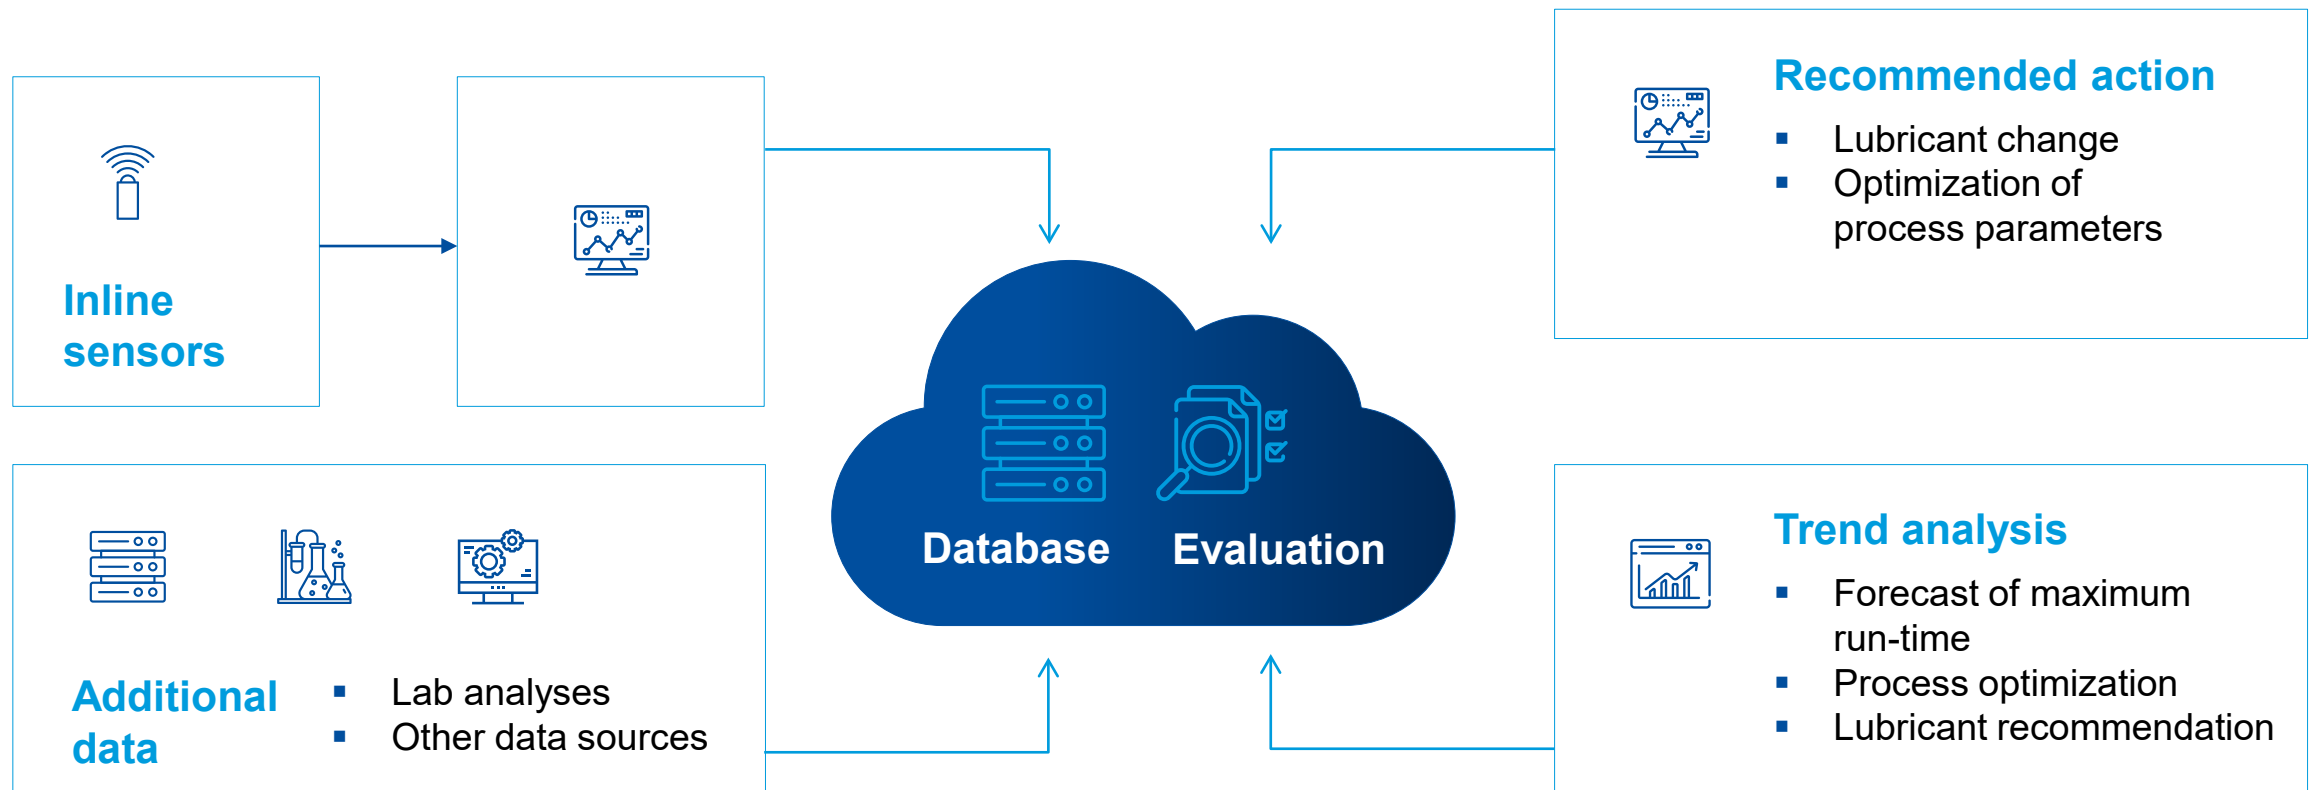 Inline
sensors
Additional
data
▪ Lab analyses
▪ Other data sources
Database
Evaluation
Recommended action
▪ Lubricant change
▪ Optimization of
process parameters
Trend analysis
▪ Forecast of maximum
run-time
▪ Process optimization
▪ Lubricant recommendation